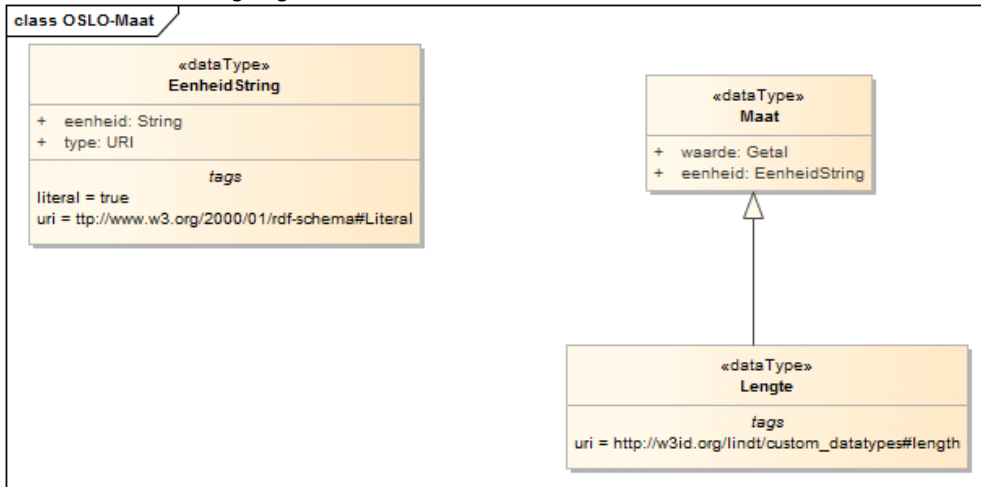 class OSLO-Maat
«dataType»
EenheidString
+ eenheid: String
+ type: URI
tags
literal = true
uri = ttp://www.w3.org/2000/01/rdf-schema#Literal
«dataType»
Maat
+ waarde: Getal
+ eenheid: EenheidString
«dataType»
Lengte
tags
uri = http://w3id.org/lindt/custom_datatypes#length